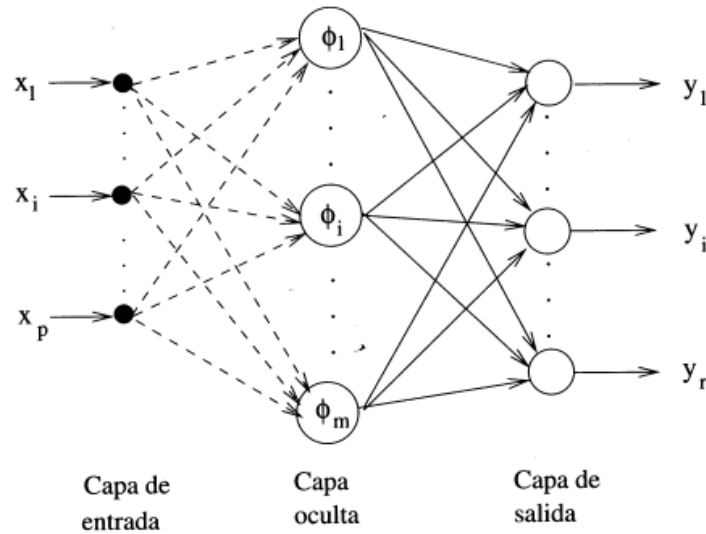 x1
xi
xp
ϕ1
ϕi
ϕm
y1
yi
yr
Capa de
entrada
Capa
oculta
Capa de
salida